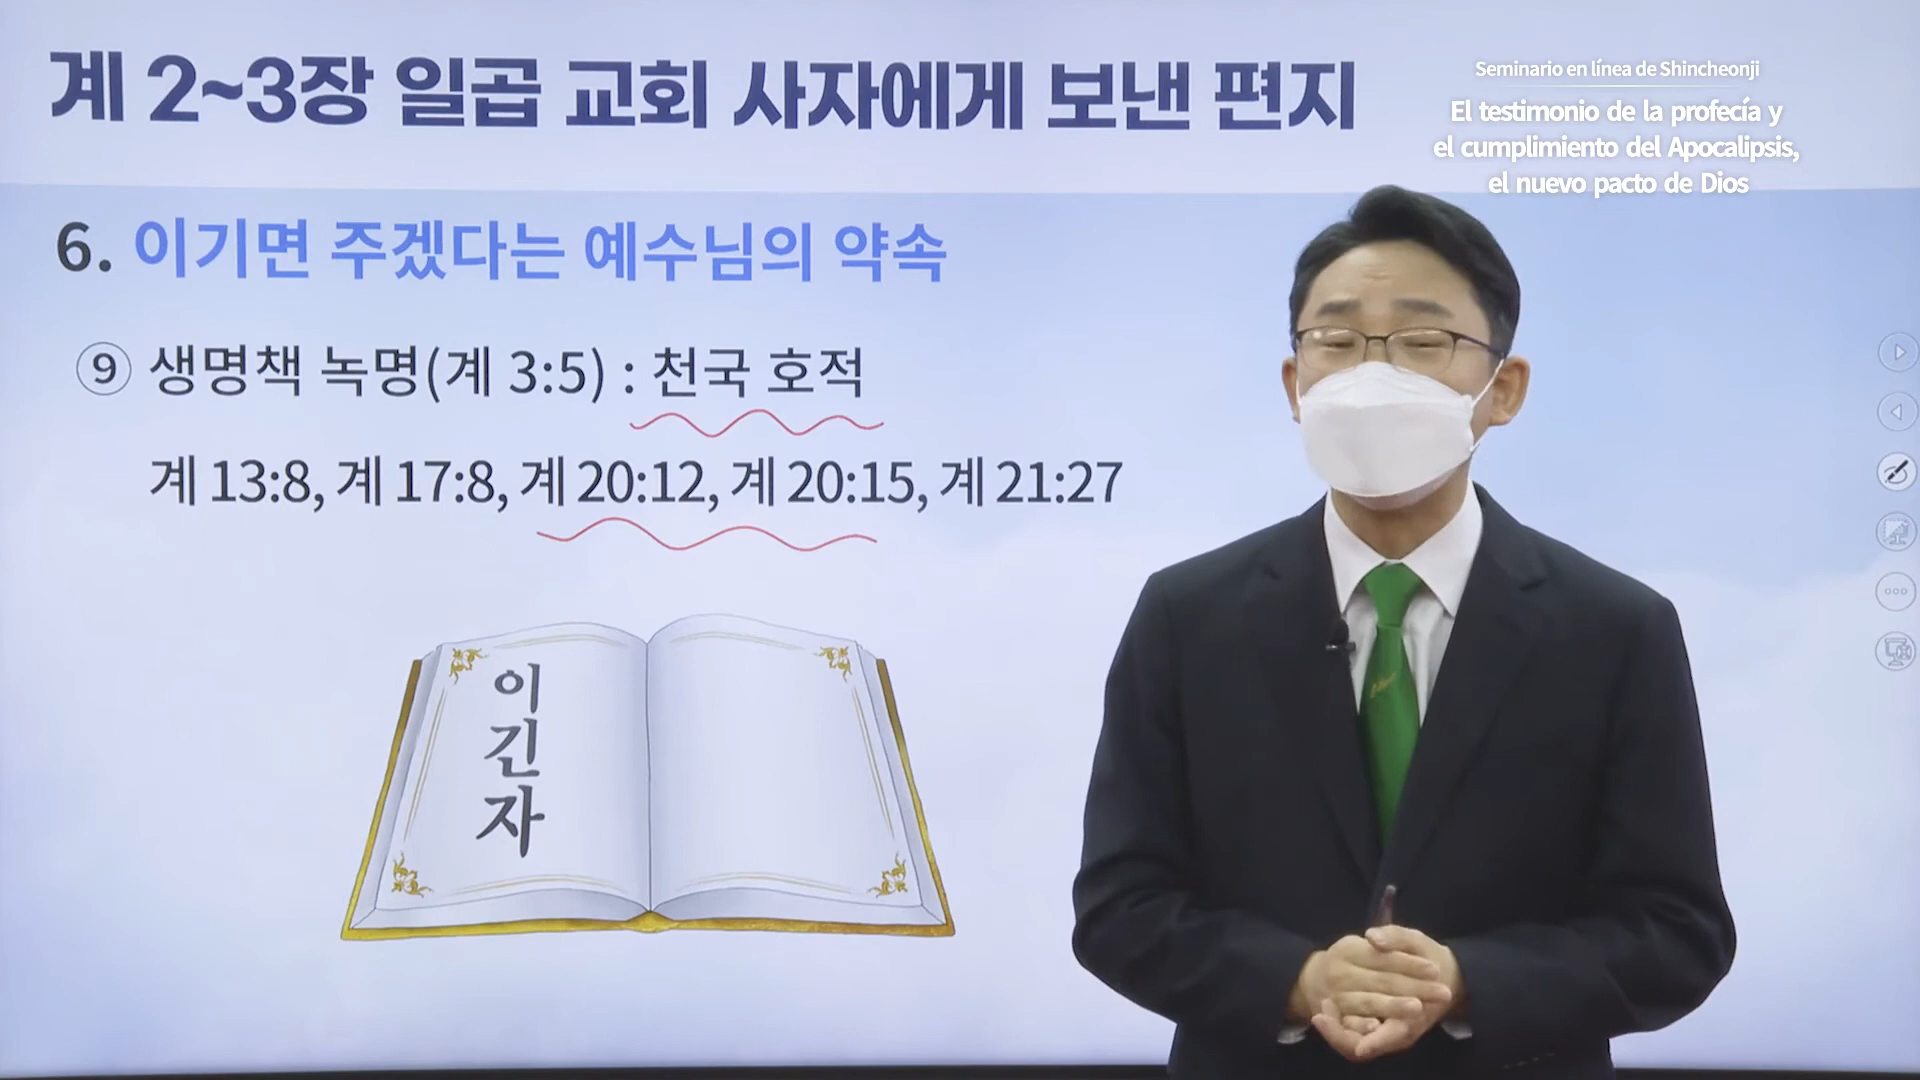 계 2~3장 일곱 교회 사자에게 보낸 편지
Seminario en línea de Shincheonji
El testimonio de la profecía y
el cumplimiento del Apocalipsis,
el nuevo pacto de Dios
6. 이기면 주겠다는 예수님의 약속
⑨ 생명책 녹명(계 3:5) : 천국 호적
계 13:8, 계 17:8, 계 20:12, 계 20:15, 계 21:27
이긴자